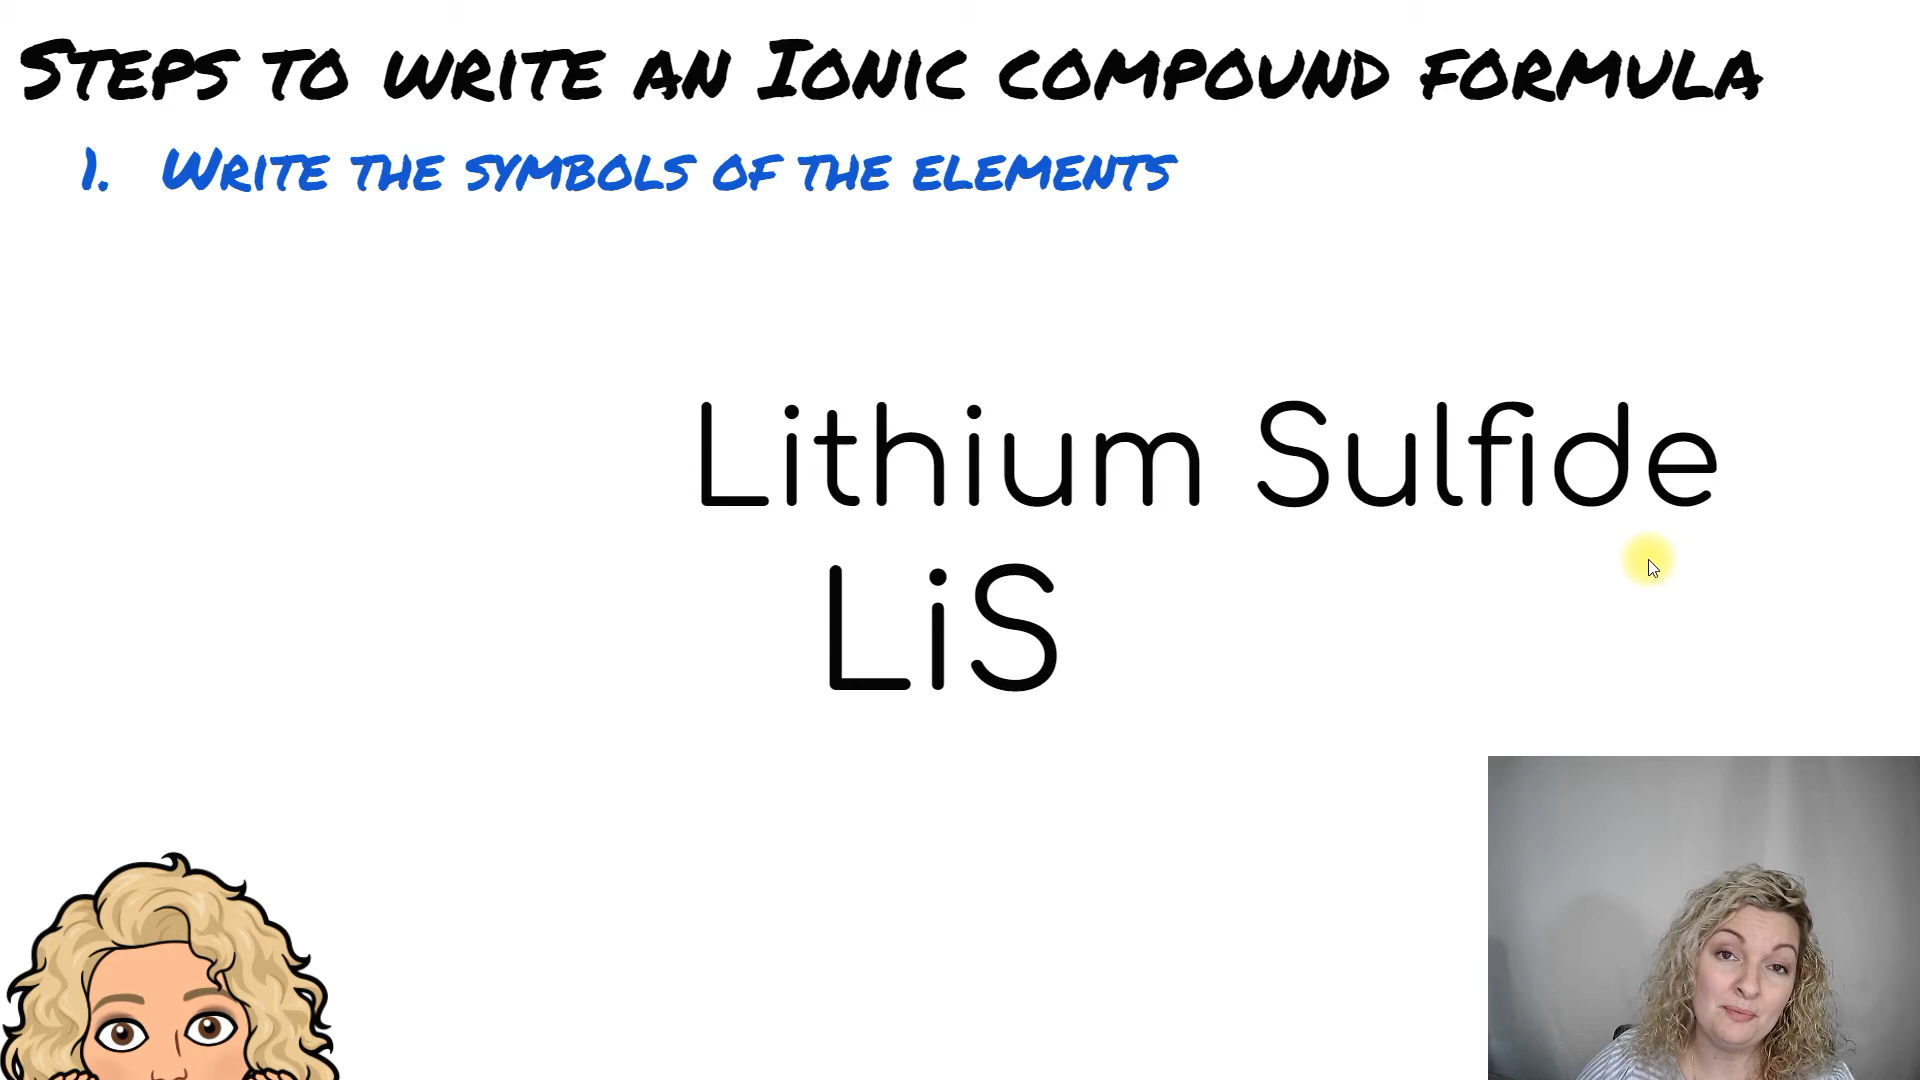 Steps to write an Ionic compound formula
1. Write the symbols of the elements
Lithium Sulfide
LiS